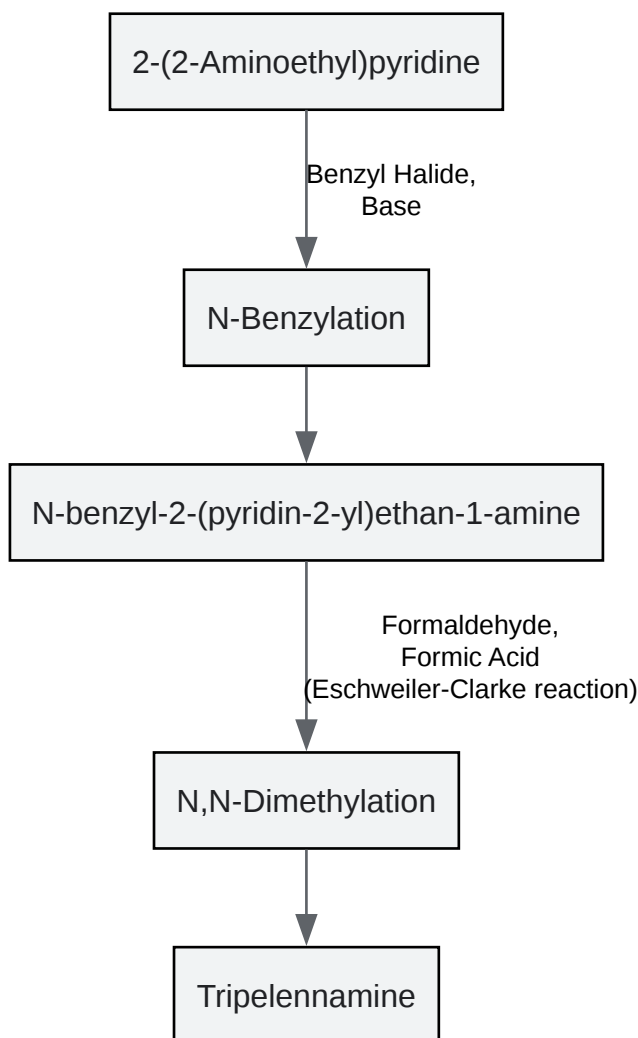 2-(2-Aminoethyl)pyridine
Benzyl Halide,
Base
N-Benzylation
N-benzyl-2-(pyridin-2-yl)ethan-1-amine
Formaldehyde,
Formic Acid
(Eschweiler-Clarke reaction)
N,N-Dimethylation
Tripelennamine